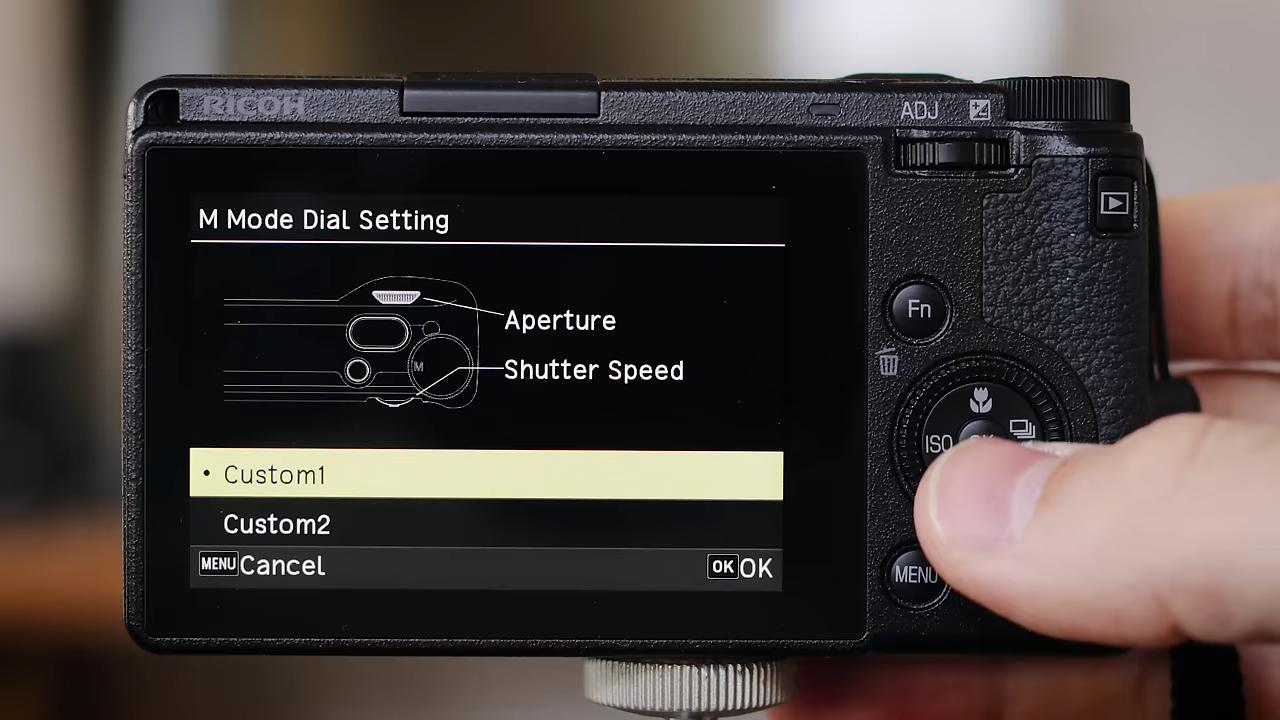 RICOH
ADJ
M Mode Dial Setting
Aperture
M
Shutter Speed
Fn
ISO
• Custom1
Custom2
MENU Cancel
OK OK
MENU